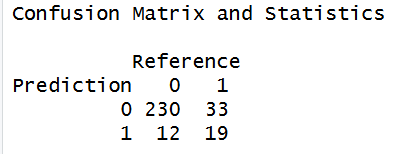 Confusion Matrix and Statistics
Reference
Prediction 0 1
0 230 33
1 12 19